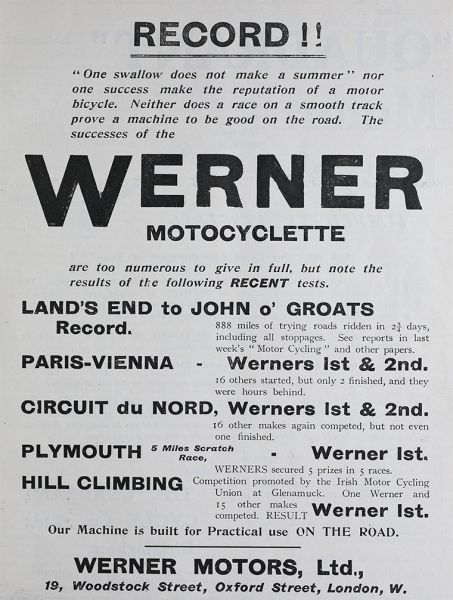 RECORD!!
"One swallow does not make a summer" nor
one success make the reputation of a motor
bicycle. Neither does a race on a smooth track
prove a machine to be good on the road. The
successes of the
WERNER
MOTOCYCLETTE
are too numerous to give in full, but note the
results of the following RECENT tests.
LAND'S END to JOHN o' GROATS
Record. 888 miles of trying roads ridden in 2¾ days,
including all stoppages. See reports in last
week's "Motor Cycling" and other papers.
PARIS-VIENNA - Werners 1st & 2nd.
16 others started, but only 2 finished, and they
were hours behind.
CIRCUIT du NORD, Werners 1st & 2nd.
16 other makes again competed, but not even
one finished.
PLYMOUTH 5 Miles Scratch Race, - Werner 1st.
WERNERS secured 5 prizes in 5 races.
HILL CLIMBING Competition promoted by the Irish Motor Cycling
Union at Glenamuck. One Werner and
15 other makes
competed. RESULT Werner 1st.
Our Machine is built for Practical use ON THE ROAD.
WERNER MOTORS, Ltd.,
19, Woodstock Street, Oxford Street, London, W.